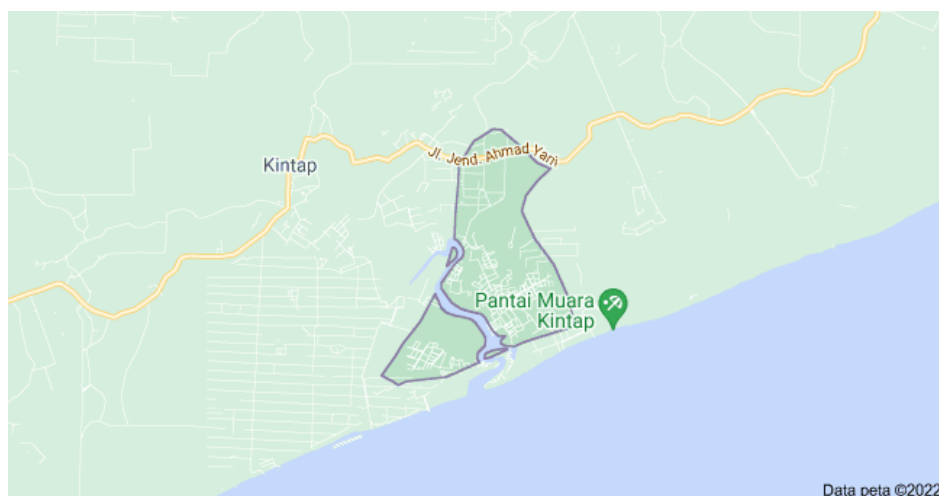 Jl. Jend. Ahmad Yani
Kintap
Pantai Muara
Kintap
Data peta ©2022